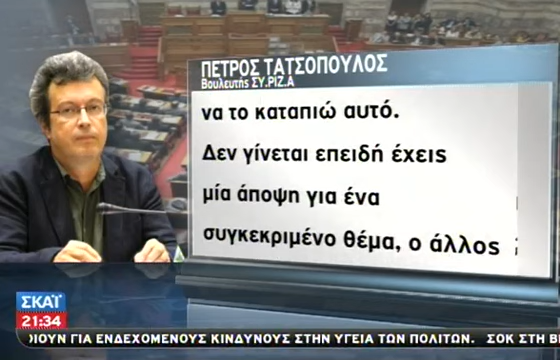 ΠΕΤΡΟΣ ΤΑΤΣΟΠΟΥΛΟΣ
Βουλευτής ΣΥ.ΡΙΖ.Α
να το καταπιώ αυτό.
Δεν γίνεται επειδή έχεις
μία άποψη για ένα
συγκεκριμένο θέμα, ο άλλος
ΣΚΑΪ
21:34
ΟΙΟΥΝ ΓΙΑ ΕΝΔΕΧΟΜΕΝΟΥΣ ΚΙΝΔΥΝΟΥΣ ΣΤΗΝ ΥΓΕΙΑ ΤΩΝ ΠΟΛΙΤΩΝ. ΣΟΚ ΣΤΗ Β